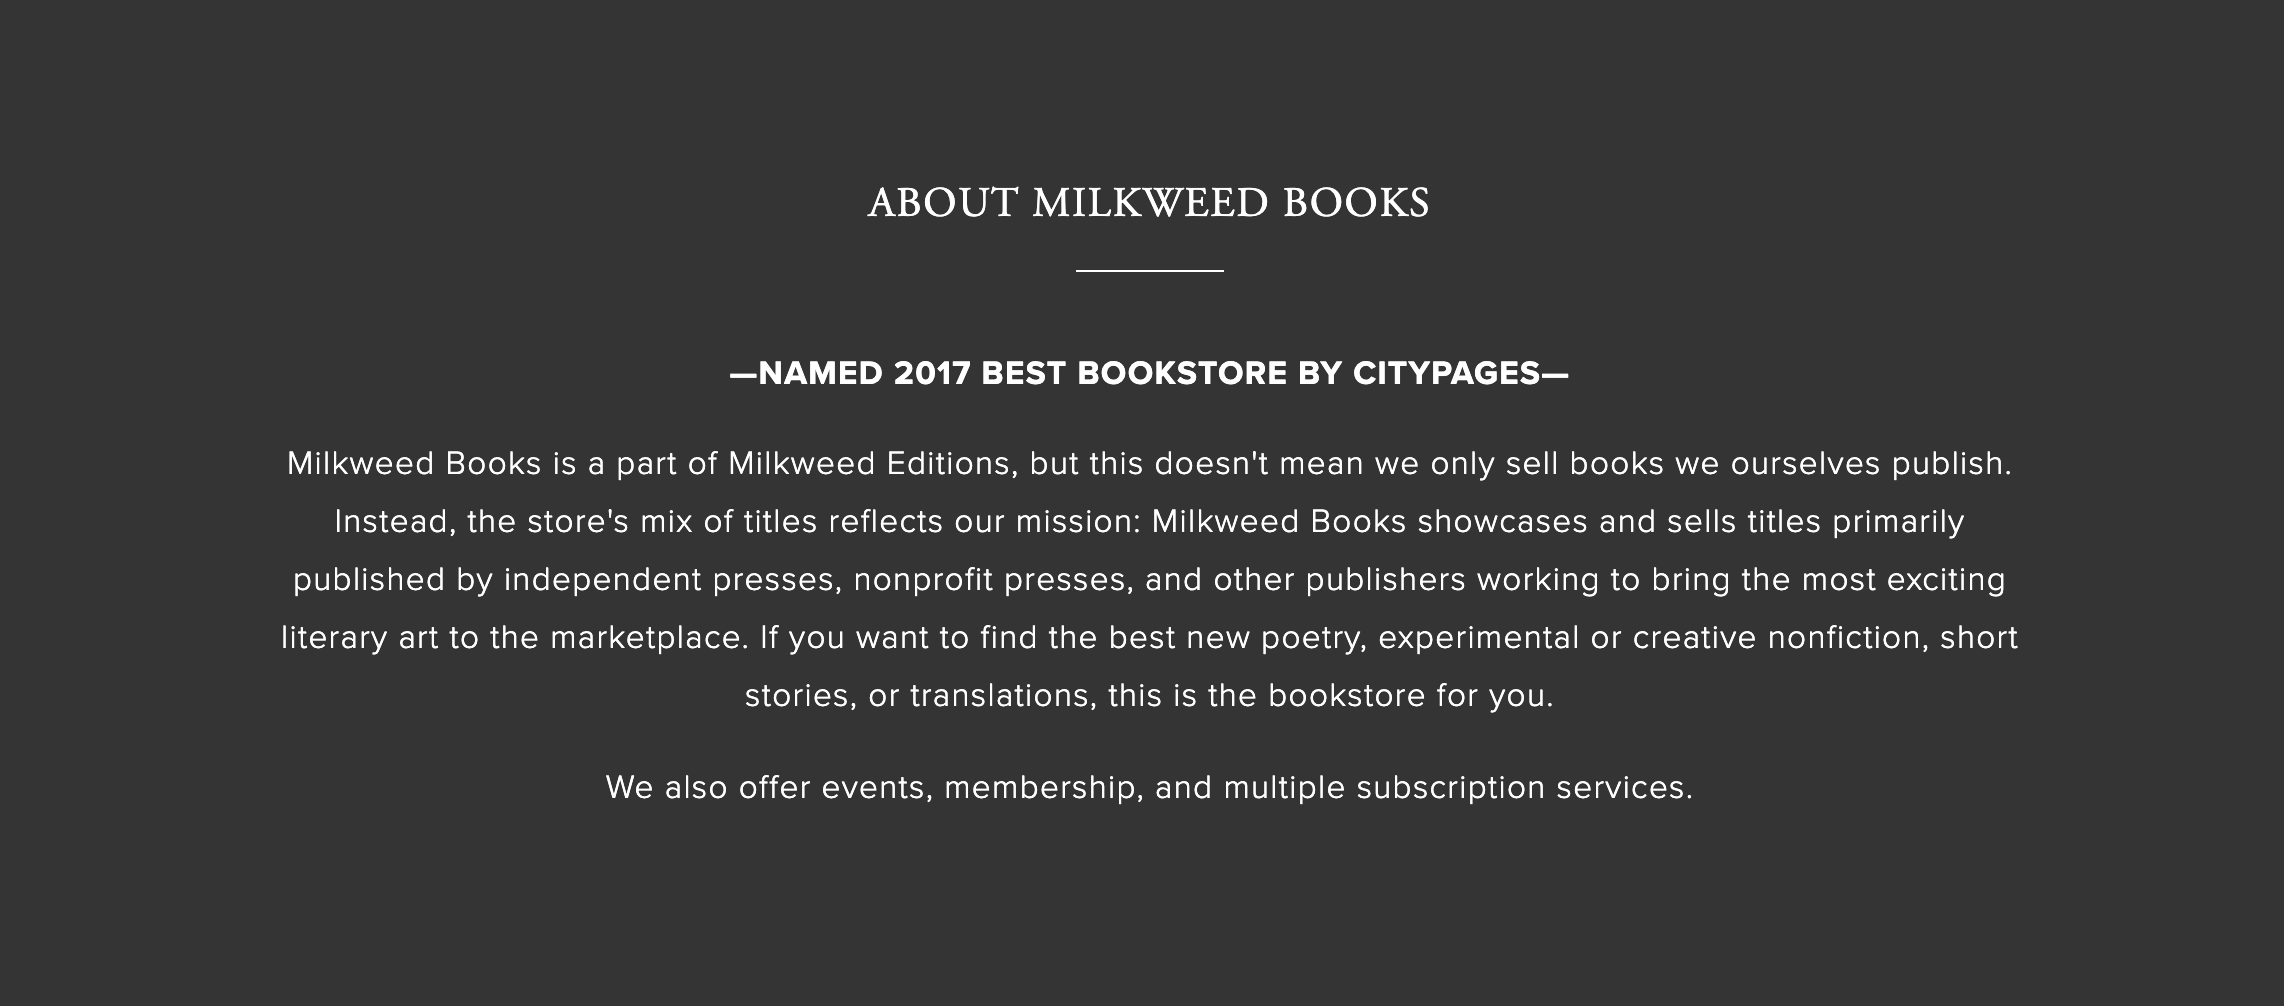 ABOUT MILKWEED BOOKS
—NAMED 2017 BEST BOOKSTORE BY CITYPAGES—
Milkweed Books is a part of Milkweed Editions, but this doesn't mean we only sell books we ourselves publish.
Instead, the store's mix of titles reflects our mission: Milkweed Books showcases and sells titles primarily
published by independent presses, nonprofit presses, and other publishers working to bring the most exciting
literary art to the marketplace. If you want to find the best new poetry, experimental or creative nonfiction, short
stories, or translations, this is the bookstore for you.
We also offer events, membership, and multiple subscription services.